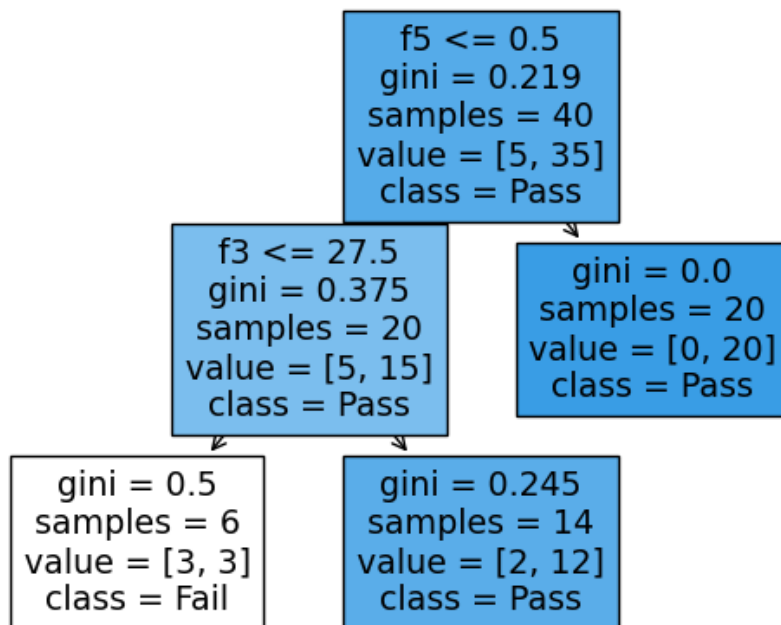 f5 <= 0.5
gini = 0.219
samples = 40
value = [5, 35]
class = Pass
f3 <= 27.5
gini = 0.375
samples = 20
value = [5, 15]
class = Pass
gini = 0.0
samples = 20
value = [0, 20]
class = Pass
gini = 0.5
samples = 6
value = [3, 3]
class = Fail
gini = 0.245
samples = 14
value = [2, 12]
class = Pass